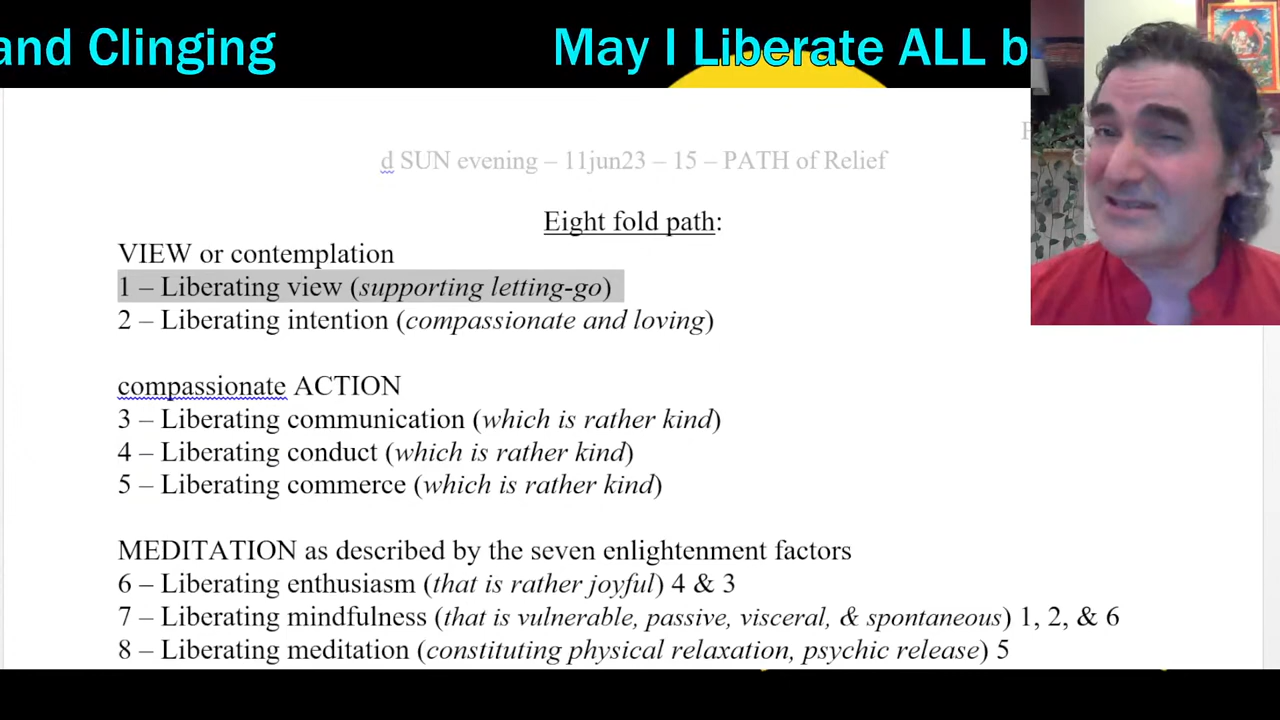 and Clinging May I Liberate ALL b
d SUN evening – 11jun23 – 15 – PATH of Relief
Eight fold path:
VIEW or contemplation
1 – Liberating view (supporting letting-go)
2 – Liberating intention (compassionate and loving)
compassionate ACTION
3 – Liberating communication (which is rather kind)
4 – Liberating conduct (which is rather kind)
5 – Liberating commerce (which is rather kind)
MEDITATION as described by the seven enlightenment factors
6 – Liberating enthusiasm (that is rather joyful) 4 & 3
7 – Liberating mindfulness (that is vulnerable, passive, visceral, & spontaneous) 1, 2, & 6
8 – Liberating meditation (constituting physical relaxation, psychic release) 5